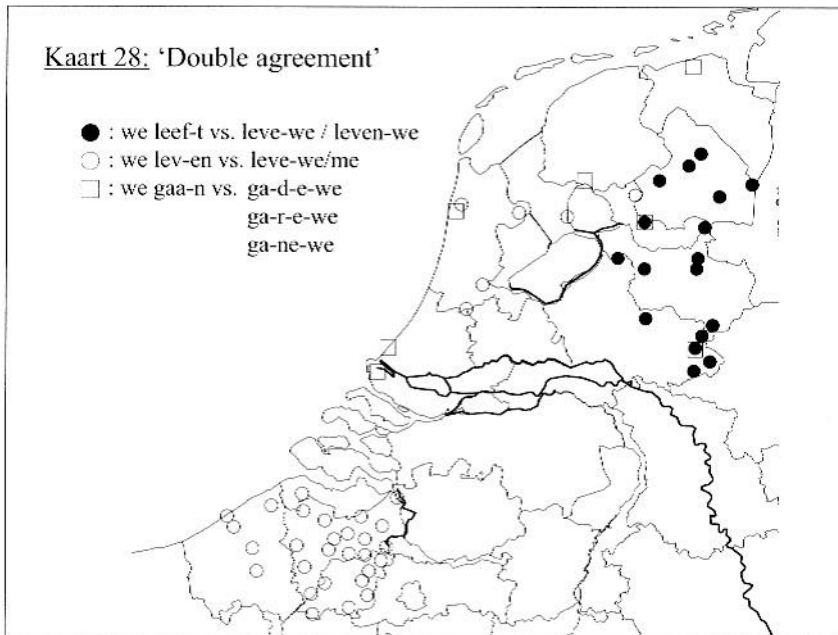 Kaart 28: ‘Double agreement’
: we leef-t vs. leve-we / leven-we
: we lev-en vs. leve-we/me
: we gaa-n vs. ga-d-e-we
ga-r-e-we
ga-ne-we